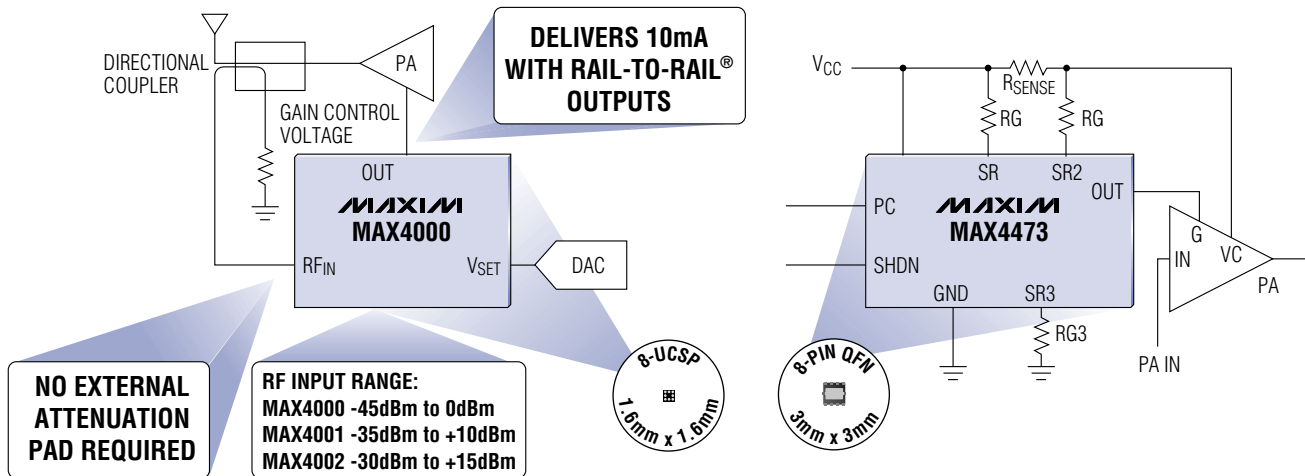 DIRECTIONAL
COUPLER
PA
GAIN CONTROL
VOLTAGE
DELIVERS 10mA
WITH RAIL-TO-RAIL®
OUTPUTS
OUT
MAXIM
MAX4000
RFIN
VSET
DAC
NO EXTERNAL
ATTENUATION
PAD REQUIRED
RF INPUT RANGE:
MAX4000 -45dBm to 0dBm
MAX4001 -35dBm to +10dBm
MAX4002 -30dBm to +15dBm
8-UCSP
1.6mm x 1.6mm
VCC
RSENSE
RG
RG
SR
SR2
OUT
PC
MAXIM
MAX4473
SHDN
GND
SR3
RG3
G
IN
VC
PA
PA IN
8-PIN QFN
3mm x 3mm